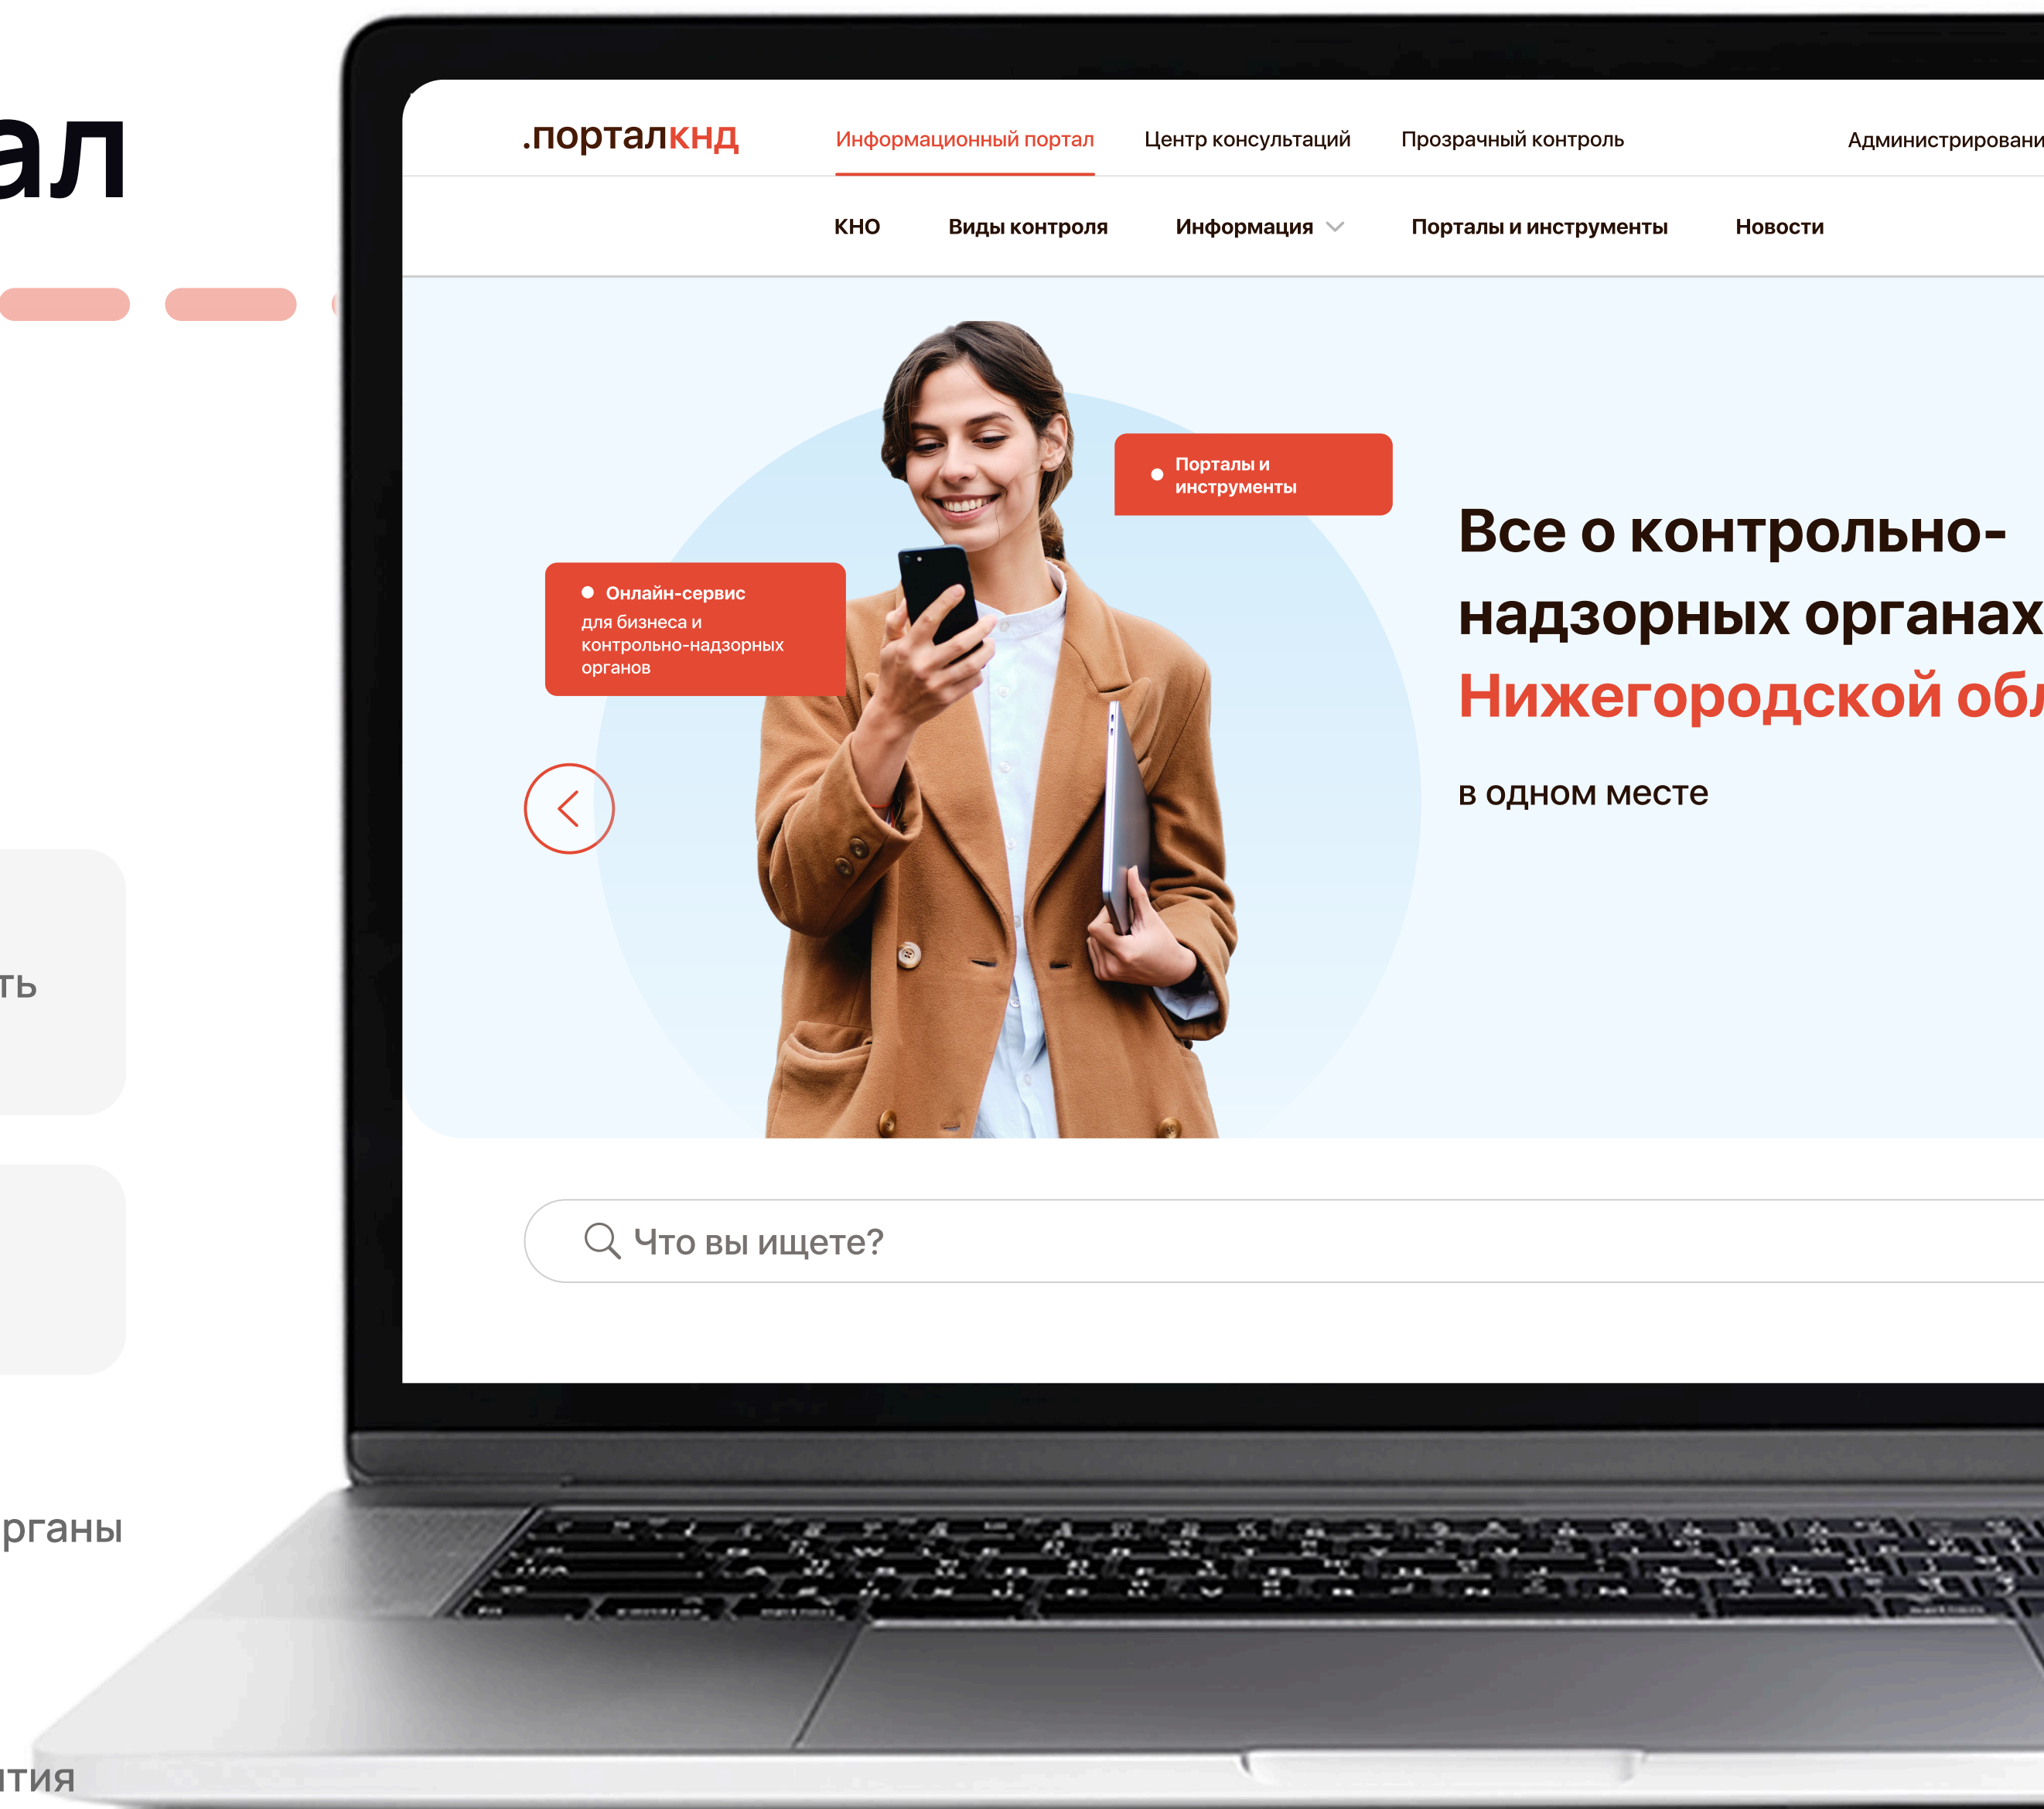 ал
ть
рганы
тия
.порталкнд
Информационный портал
Центр консультаций
Прозрачный контроль
Администрировани
КНО
Виды контроля
Информация
Порталы и инструменты
Новости
Порталы и
инструменты
Онлайн-сервис
для бизнеса и
контрольно-надзорных
органов
Все о контрольно-
надзорных органах
Нижегородской обл
в одном месте
Что вы ищете?